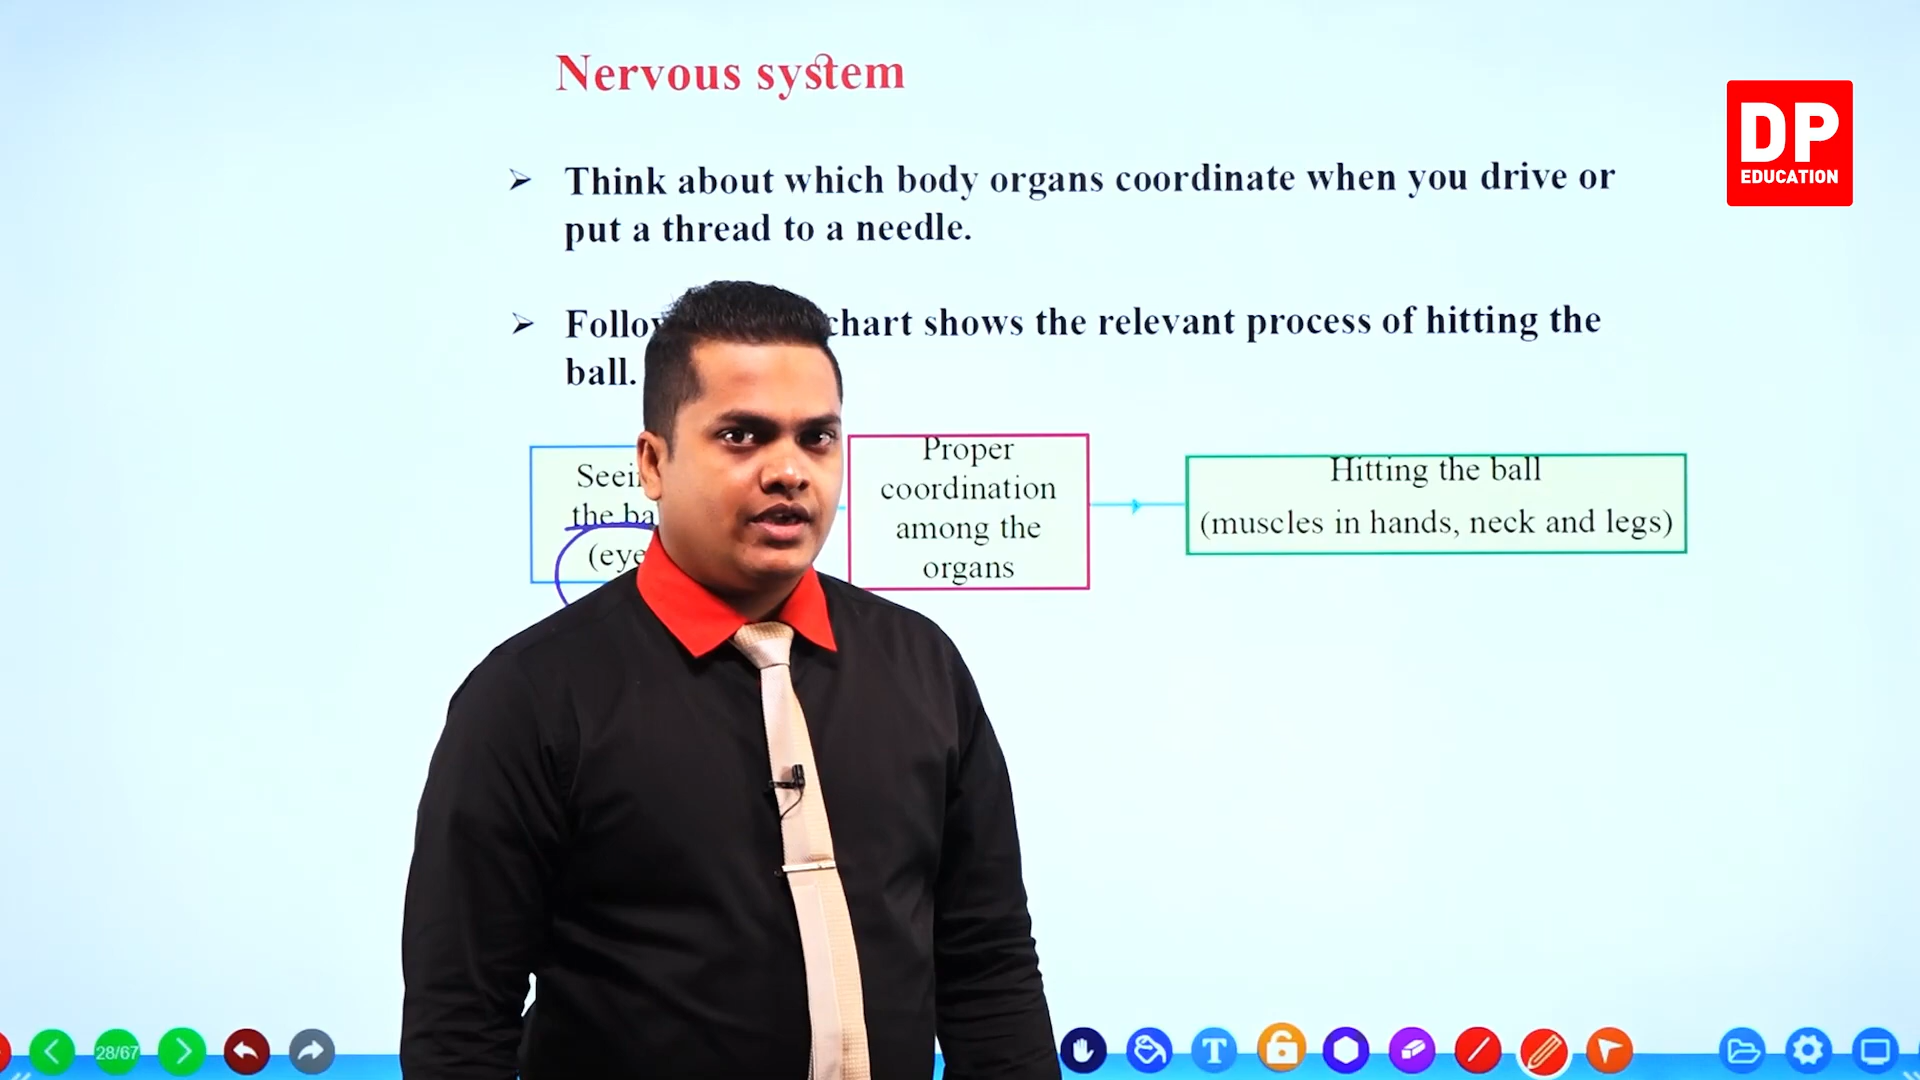 Nervous system
DP
EDUCATION
➢ Think about which body organs coordinate when you drive or
put a thread to a needle.
➢ chart shows the relevant process of hitting the
ball.
the
Proper
coordination
among the
organs
Hitting the ball
(muscles in hands, neck and legs)
28/67
T